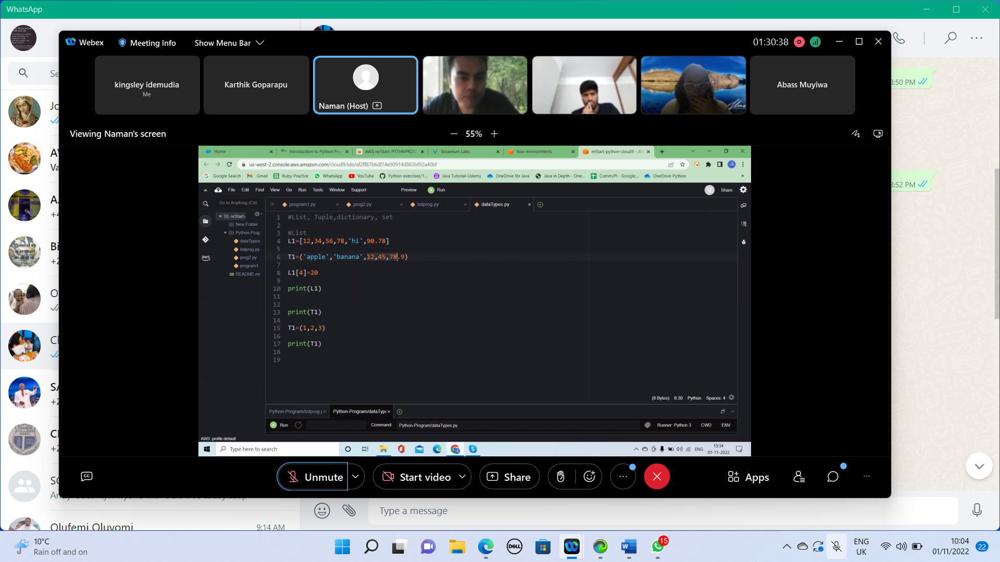 WhatsApp
Webex
Meeting Info
Show Menu Bar
01:30:38
kingsley idemudia
Me
Karthik Goparapu
Naman (Host)
Abass Muyiwa
Viewing Naman's screen
55%
Home
Introduction to Python Pro
AWS re/Start: PYTHNPROG
Vocareum Labs
Your environments
reStart-python-cloud9 - AV
us-west-2.console.aws.amazon.com/cloud9/ide/af2ff87b6df74e90914d883bf92a40bf
Google Search
Gmail
Ruby-Practice
WhatsApp
YouTube
Python-exercises/1...
Java Tutorial-Udemy
OneDrive for Java
Java in Depth - One...
Comm/PI - Google...
OneDrive-Python
File Edit Find View Go Run Tools Window Support
Preview
Run
V
Share
Go to Anything (Ctrl-
program1.py
prog2.py
listprog.py
dataTypes.py
reStart-
New Folder
Python-Prog
dataTypes
listprog.py
prog2.py
program1.
README.m
aws
1 #List, Tuple,dictionary, set
2
3 #List
4 L1=[12,34,56,78,'hi',90.78]
5
6 T1=('apple','banana',12,45,78.9)
7
8 L1[4]=20
9
10 print(L1)
11
12
13 print(T1)
14
15 T1=(1,2,3)
16
17 print(T1)
18
19
(8 Bytes) 6:30 Python Spaces: 4
Python-Program/listprog.p
Python-Program/dataType
Run
Command:
Python-Program/dataTypes.py
Runner: Python 3
CWD
ENV
AWS: profile:default
Type here to search
ENG
15:34
01-11-2022
CC
Unmute
Start video
Share
Apps
3:50 PM
3:52 PM
Se
Jo
AV
Va
A
+4
Bi
+2
O
Cl
SA
+2
Cl
+2
SC
Olufemi Oluyomi
9:14 AM
Type a message
10°C
Rain off and on
DELL
15
ENG
UK
10:04
01/11/2022
22